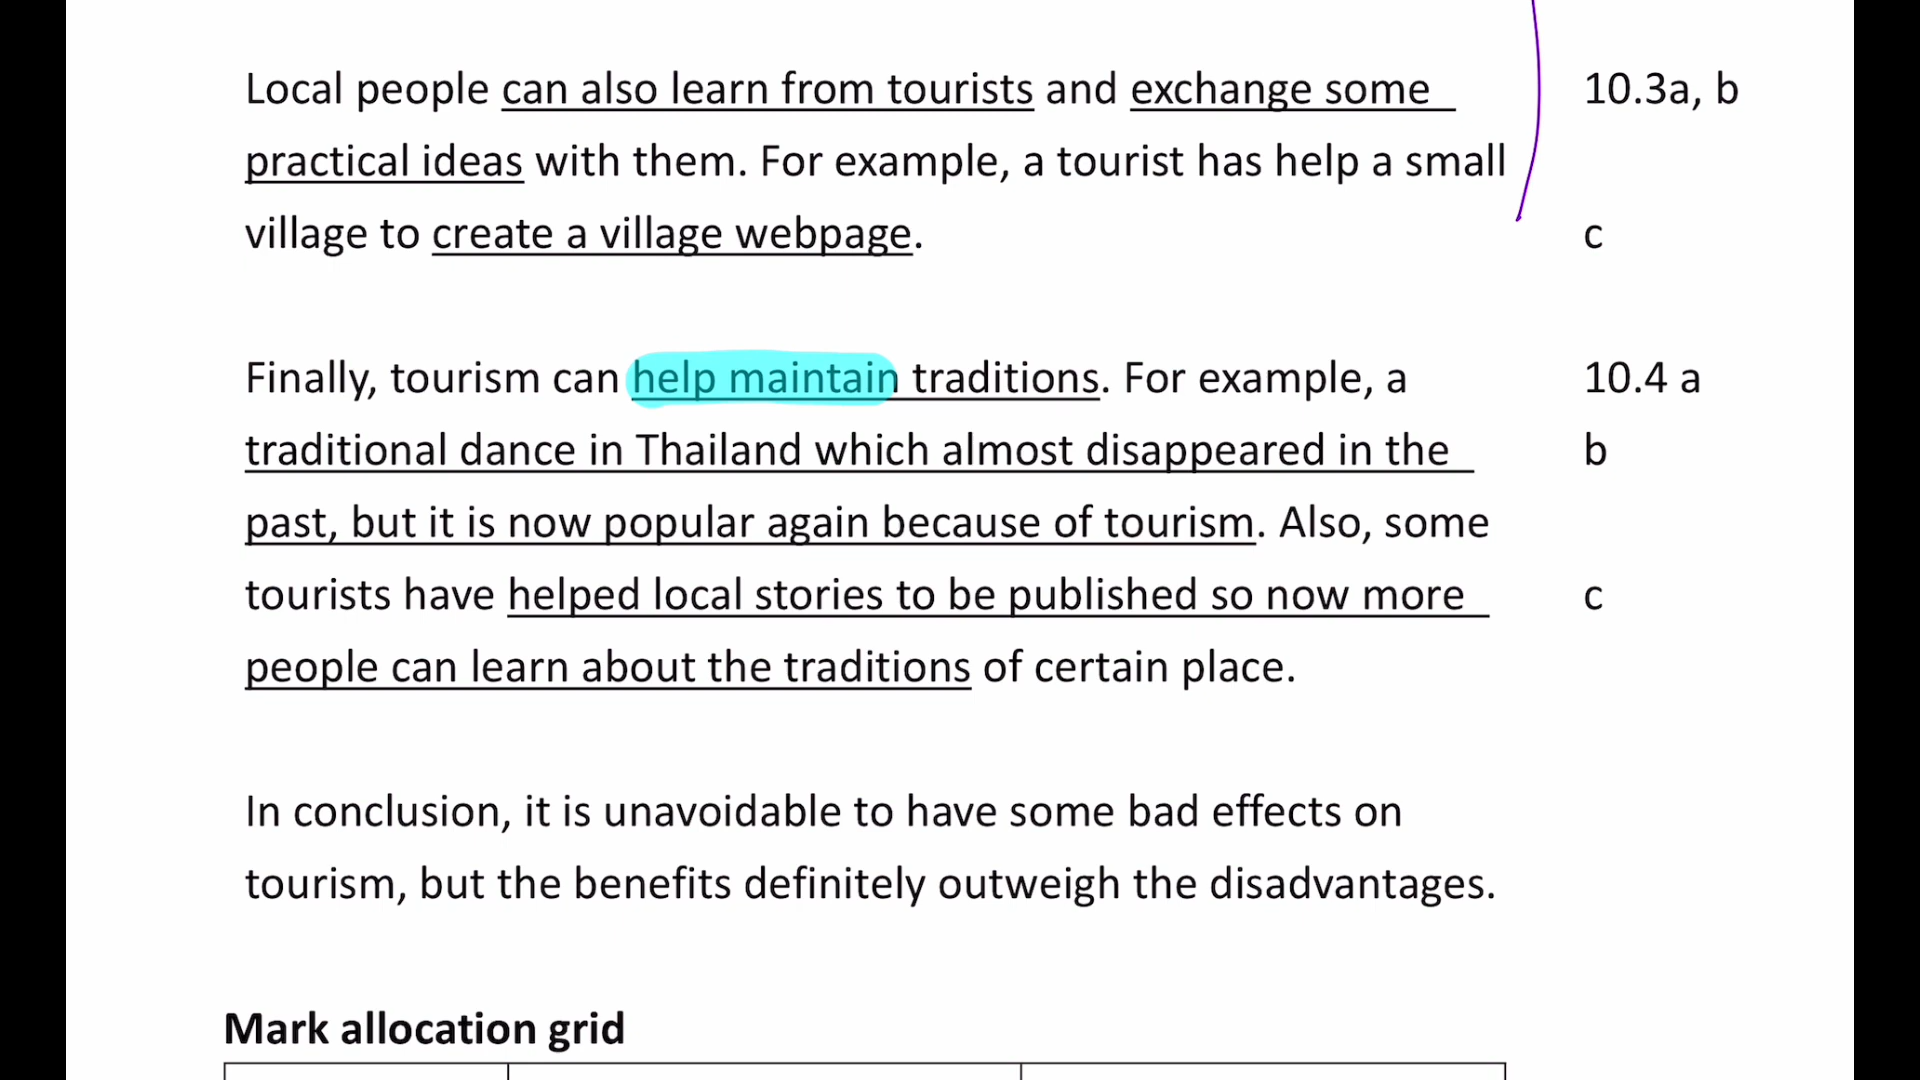 Local people can also learn from tourists and exchange some 10.3a, b
practical ideas with them. For example, a tourist has help a small
village to create a village webpage. c
Finally, tourism can help maintain traditions. For example, a 10.4 a
traditional dance in Thailand which almost disappeared in the b
past, but it is now popular again because of tourism. Also, some
tourists have helped local stories to be published so now more c
people can learn about the traditions of certain place.
In conclusion, it is unavoidable to have some bad effects on
tourism, but the benefits definitely outweigh the disadvantages.
Mark allocation grid